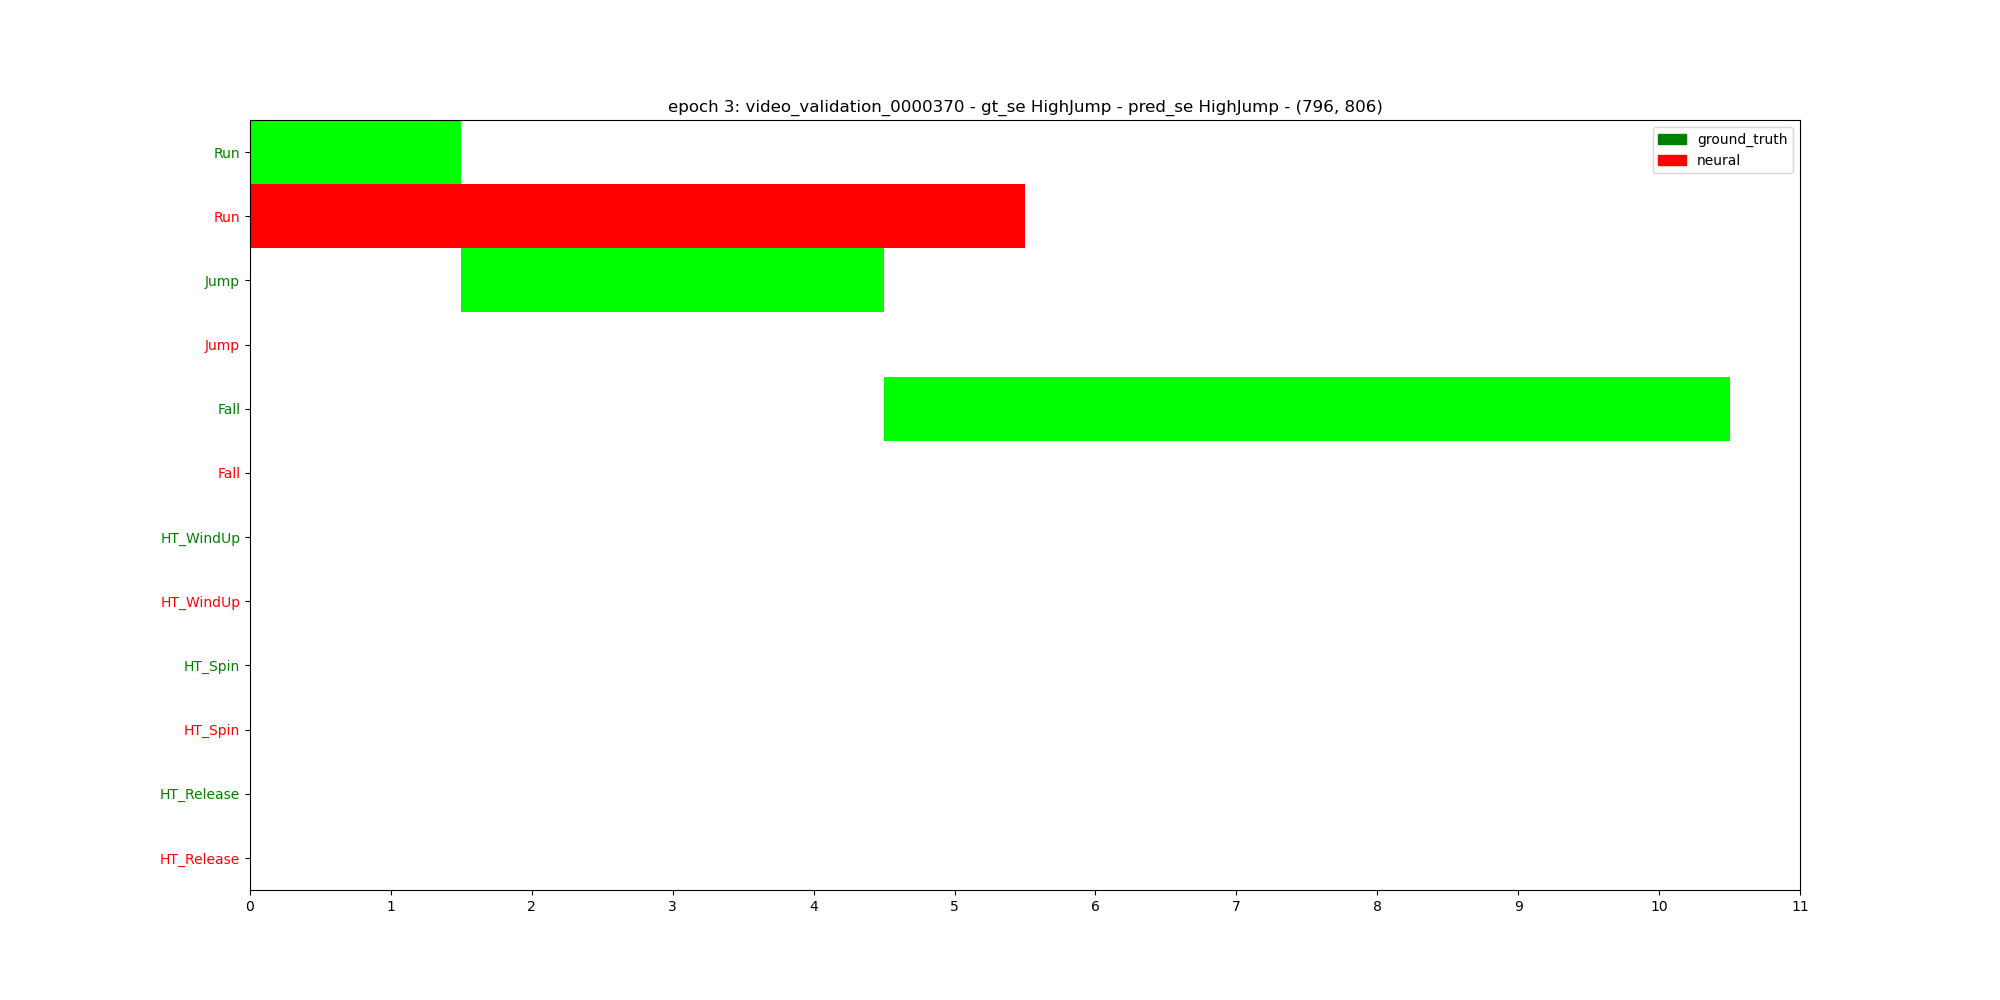 epoch 3: video_validation_0000370 - gt_se HighJump - pred_se HighJump - (796, 806)
ground_truth
neural
Run
Run
Jump
Jump
Fall
Fall
HT_WindUp
HT_WindUp
HT_Spin
HT_Spin
HT_Release
HT_Release
0 1 2 3 4 5 6 7 8 9 10 11